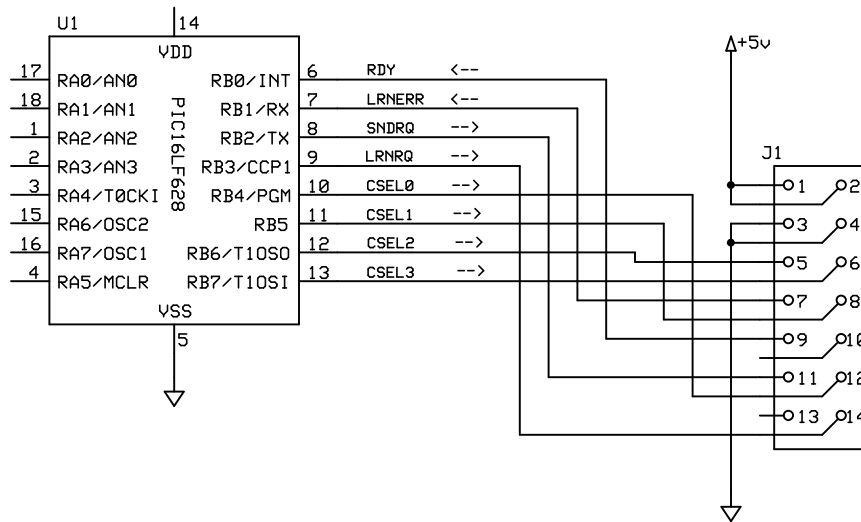 U1
14
VDD
17 RA0/AN0 RB0/INT 6 RDY <--
18 RA1/AN1 RB1/RX 7 LRNERR <--
1 RA2/AN2 RB2/TX 8 SNDRQ -->
2 RA3/AN3 RB3/CCP1 9 LRNRQ -->
3 RA4/T0CKI RB4/PGM 10 CSEL0 -->
15 RA6/OSC2 RB5 11 CSEL1 -->
16 RA7/OSC1 RB6/T1OSO 12 CSEL2 -->
4 RA5/MCLR RB7/T1OSI 13 CSEL3 -->
PIC16LF628
VSS
5
+5v
J1
1 2
3 4
5 6
7 8
9 10
11 12
13 14